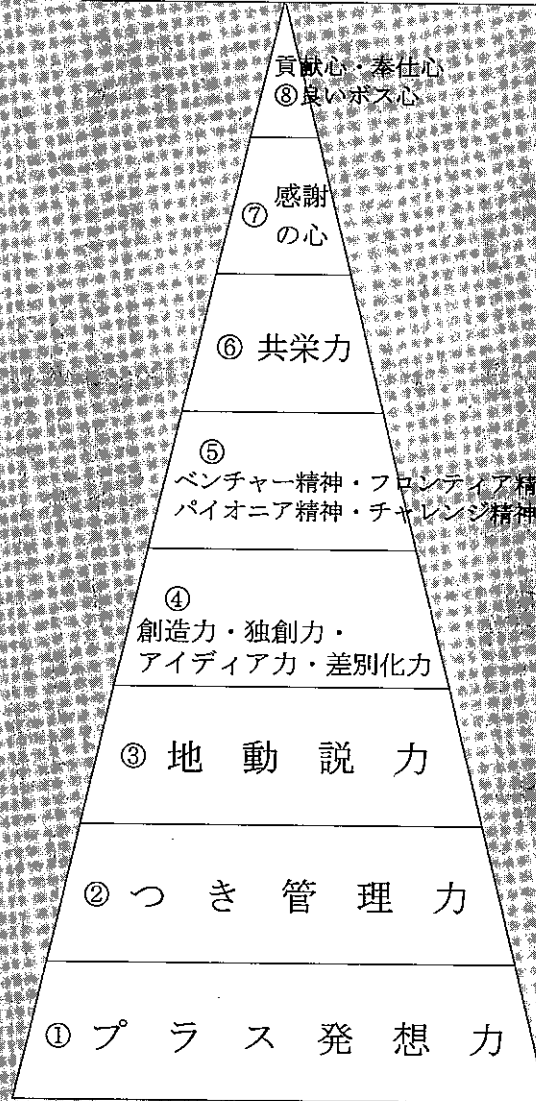 貢献心・奉仕心
⑧良いボス心
⑦感謝
の心
⑥ 共栄力
⑤
ベンチャー精神・フロンティア精
パイオニア精神・チャレンジ精神
④
創造力・独創力・
アイディア力・差別化力
③ 地動説力
② つき管理力
① プラス発想力